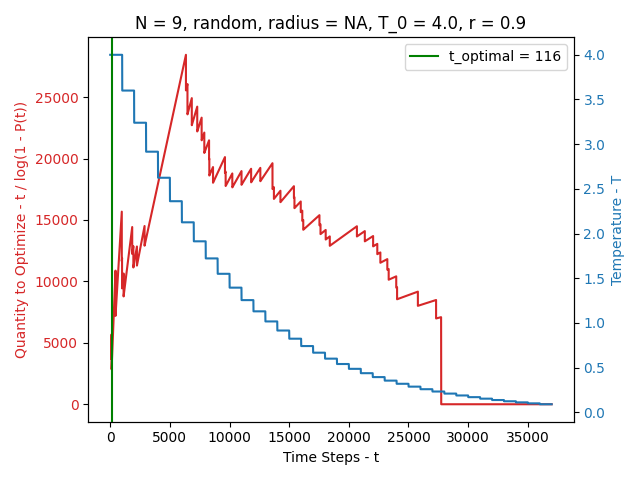 N = 9, random, radius = NA, T_0 = 4.0, r = 0.9
t_optimal = 116
Quantity to Optimize - t / log(1 - P(t))
25000
20000
15000
10000
5000
0
4.0
3.5
3.0
2.5
2.0
1.5
1.0
0.5
0.0
Temperature - T
0 5000 10000 15000 20000 25000 30000 35000
Time Steps - t